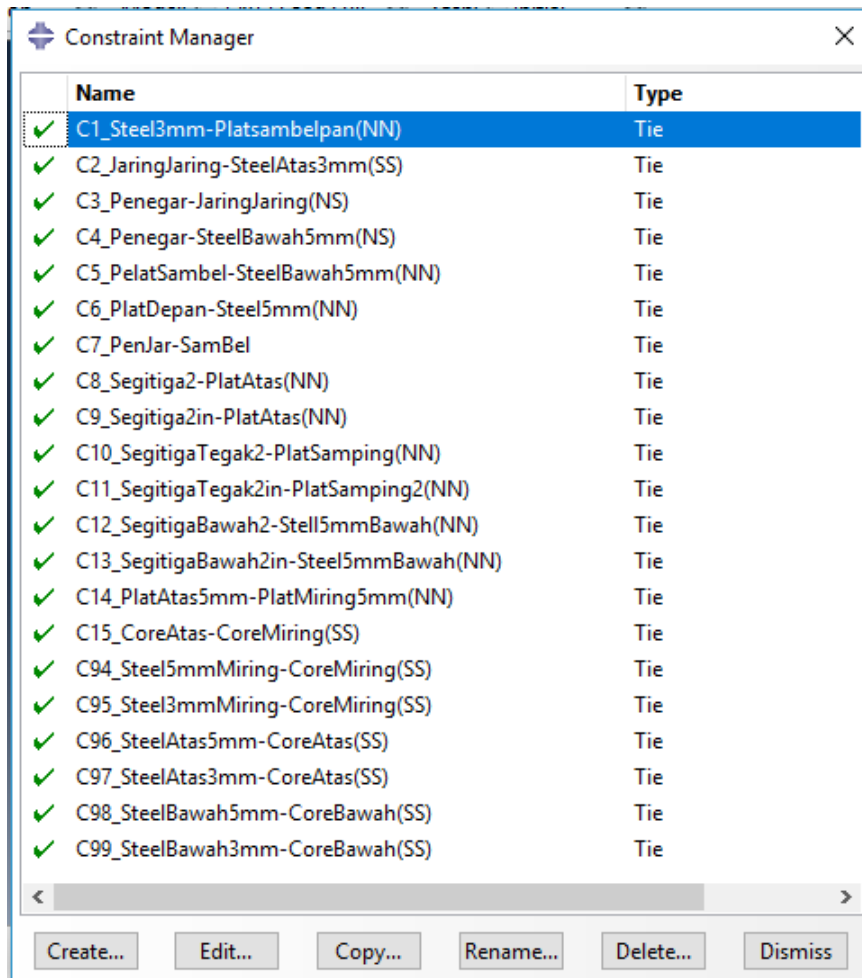 Constraint Manager
Name Type
C1_Steel3mm-Platsambelpan(NN) Tie
C2_JaringJaring-SteelAtas3mm(SS) Tie
C3_Penegar-JaringJaring(NS) Tie
C4_Penegar-SteelBawah5mm(NS) Tie
C5_PelatSambel-SteelBawah5mm(NN) Tie
C6_PlatDepan-Steel5mm(NN) Tie
C7_PenJar-SamBel Tie
C8_Segitiga2-PlatAtas(NN) Tie
C9_Segitiga2in-PlatAtas(NN) Tie
C10_SegitigaTegak2-PlatSamping(NN) Tie
C11_SegitigaTegak2in-PlatSamping2(NN) Tie
C12_SegitigaBawah2-Stell5mmBawah(NN) Tie
C13_SegitigaBawah2in-Steel5mmBawah(NN) Tie
C14_PlatAtas5mm-PlatMiring5mm(NN) Tie
C15_CoreAtas-CoreMiring(SS) Tie
C94_Steel5mmMiring-CoreMiring(SS) Tie
C95_Steel3mmMiring-CoreMiring(SS) Tie
C96_SteelAtas5mm-CoreAtas(SS) Tie
C97_SteelAtas3mm-CoreAtas(SS) Tie
C98_SteelBawah5mm-CoreBawah(SS) Tie
C99_SteelBawah3mm-CoreBawah(SS) Tie
Create... Edit... Copy... Rename... Delete... Dismiss